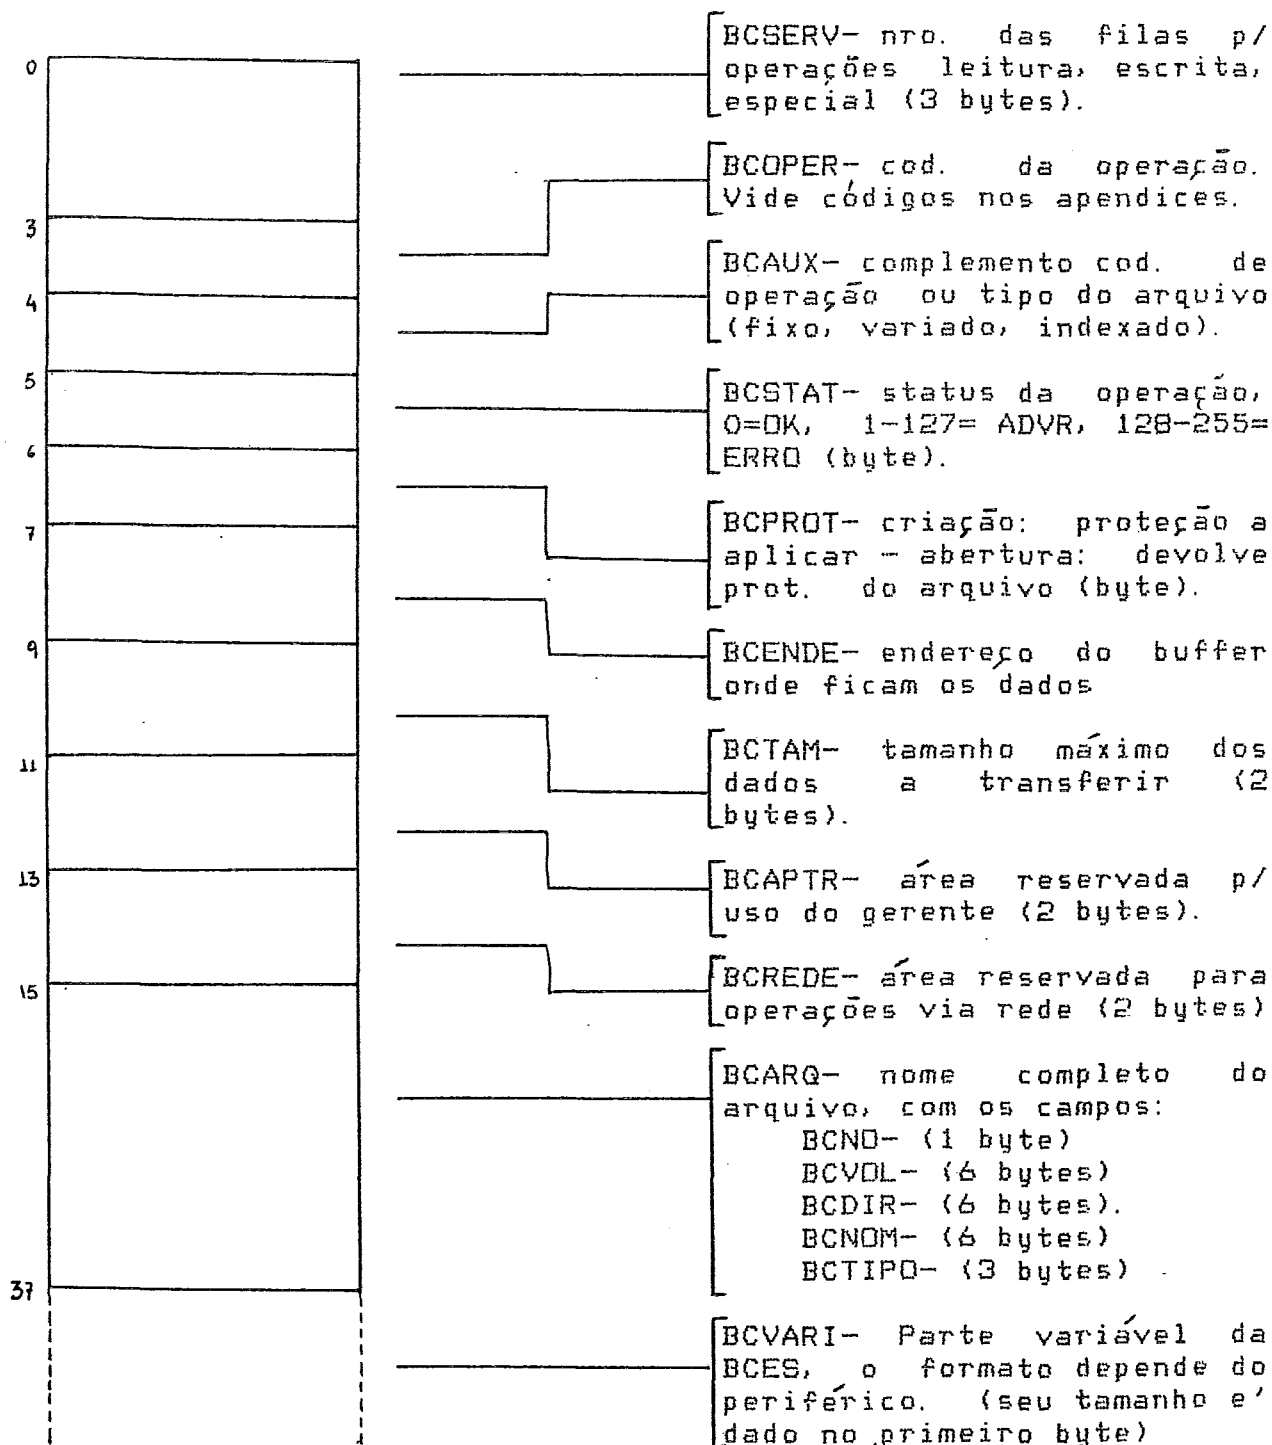 0
3
4
5
6
7
9
11
13
15
37
BCSERV- nro. das filas p/
operações leitura, escrita,
especial (3 bytes).
BCOPER- cod. da operação.
Vide códigos nos apendices.
BCAUX- complemento cod. de
operação ou tipo do arquivo
(fixo, variado, indexado).
BCSTAT- status da operação,
0=OK, 1-127= ADVR, 128-255=
ERRO (byte).
BCPROT- criação: proteção a
aplicar - abertura: devolve
prot. do arquivo (byte).
BCENDE- endereço do buffer
onde ficam os dados
BCTAM- tamanho máximo dos
dados a transferir (2
bytes).
BCAPTR- área reservada p/
uso do gerente (2 bytes).
BCREDE- área reservada para
operações via rede (2 bytes)
BCARQ- nome completo do
arquivo, com os campos:
BCNO- (1 byte)
BCVOL- (6 bytes)
BCDIR- (6 bytes).
BCNOM- (6 bytes)
BCTIPO- (3 bytes)
BCVARI- Parte variável da
BCES, o formato depende do
periférico. (seu tamanho e'
dado no primeiro byte)